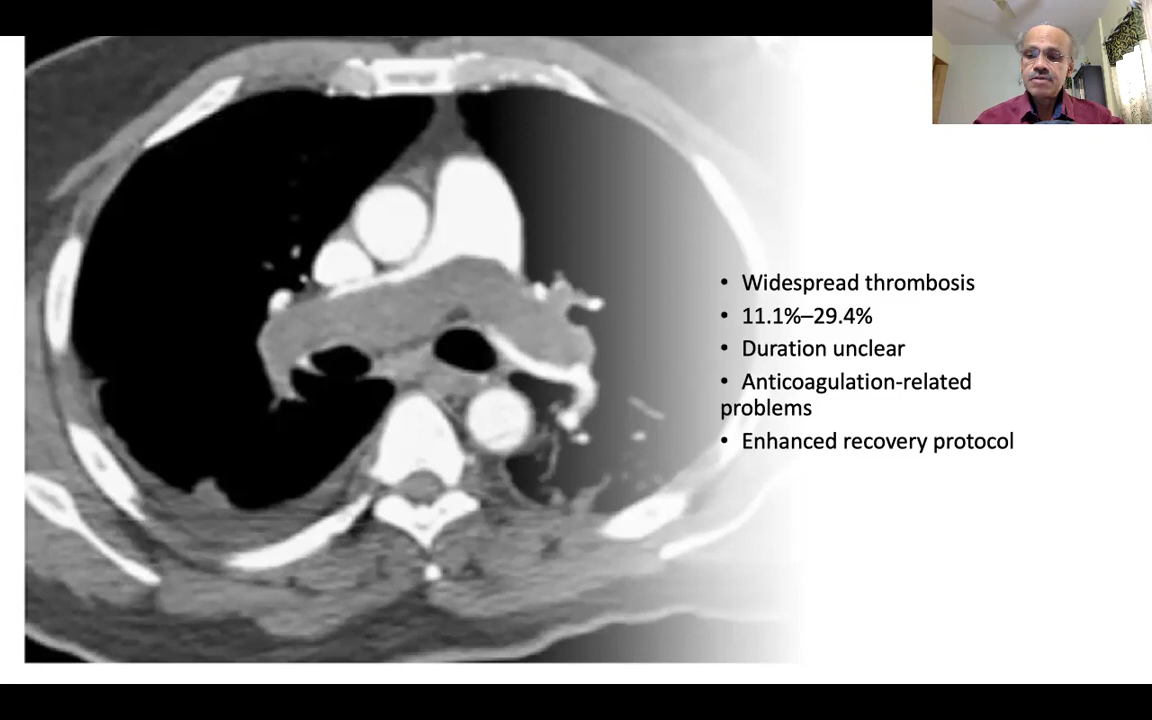 • Widespread thrombosis
• 11.1%–29.4%
• Duration unclear
• Anticoagulation-related
problems
• Enhanced recovery protocol